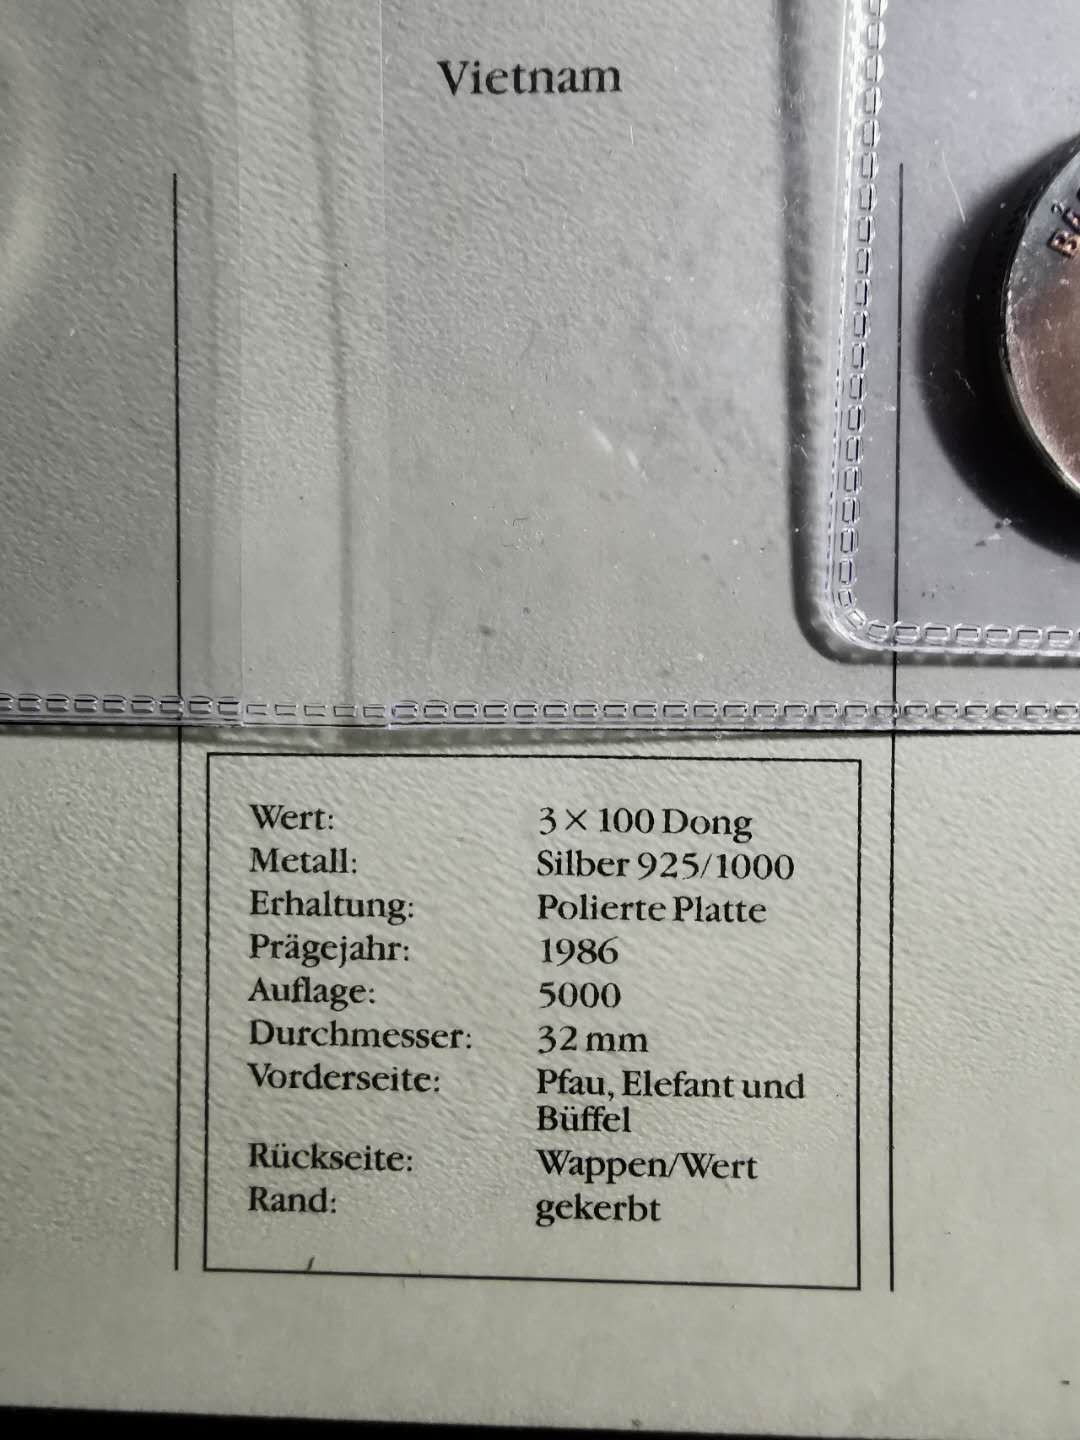 Vietnam
Wert: 3 × 100 Dong
Metall: Silber 925/1000
Erhaltung: Polierte Platte
Prägejahr: 1986
Auflage: 5000
Durchmesser: 32 mm
Vorderseite: Pfau, Elefant und
Büffel
Rückseite: Wappen/Wert
Rand: gekerbt